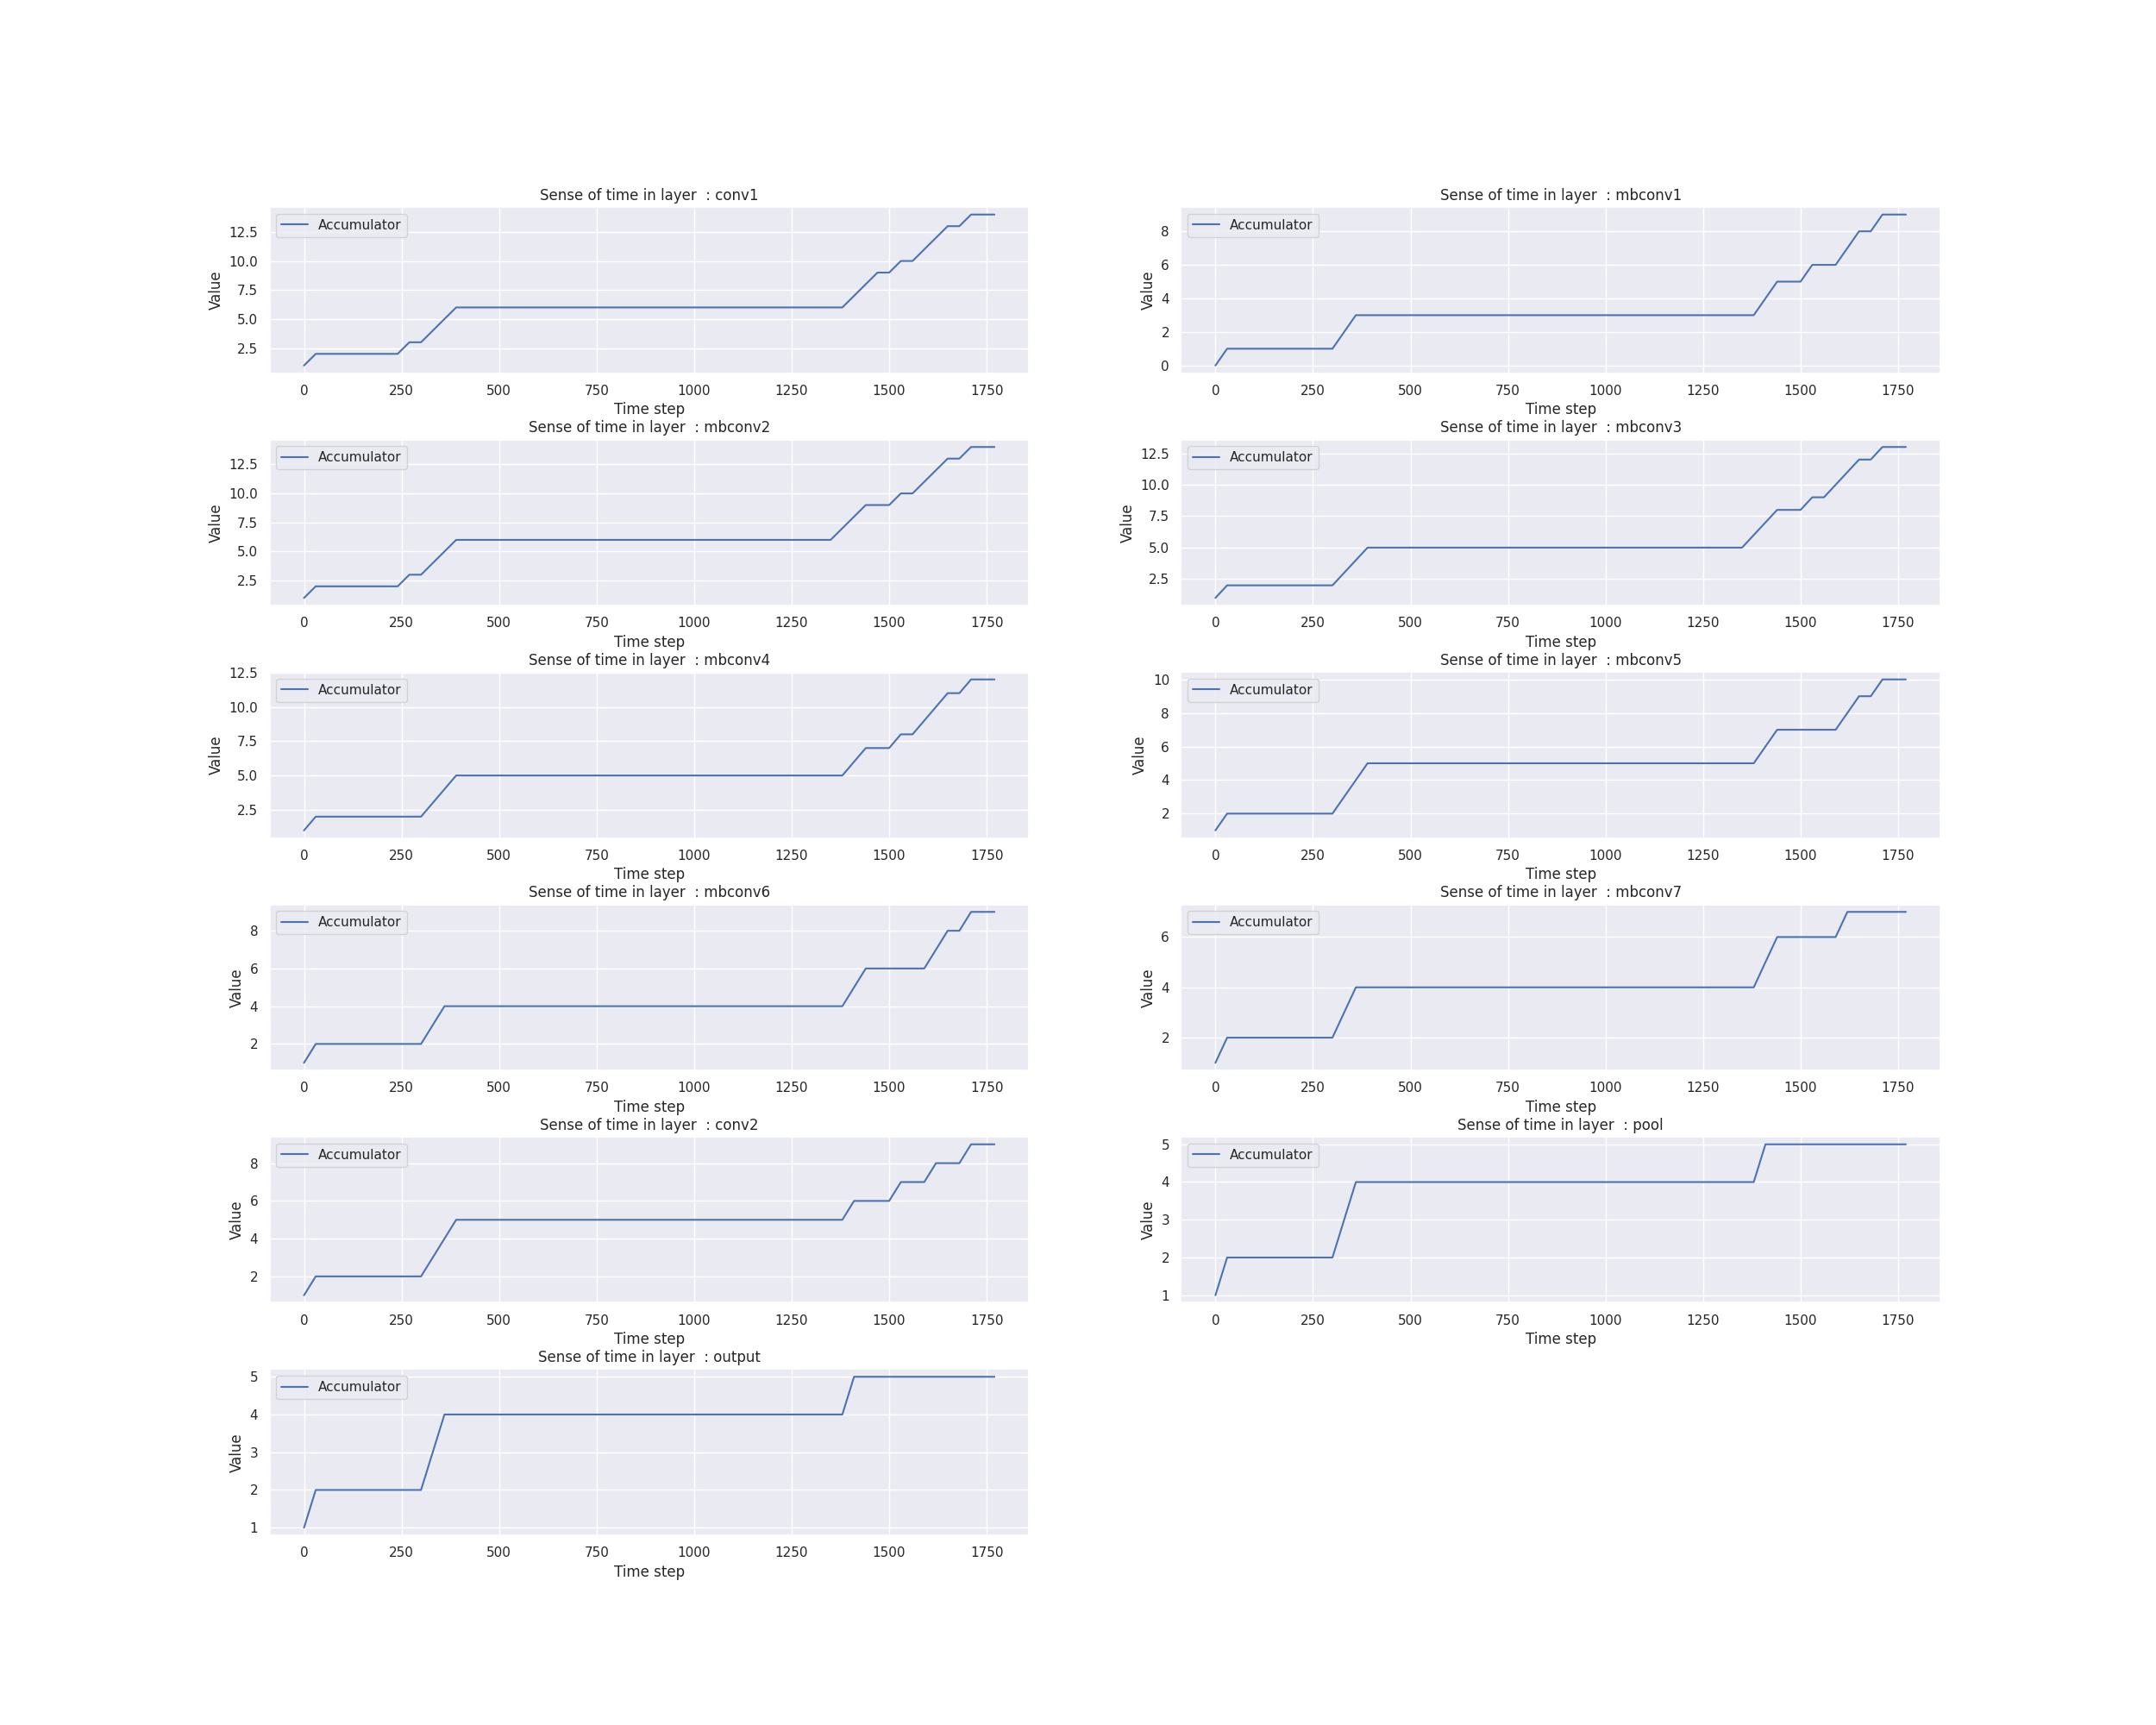 Sense of time in layer  : conv1
Accumulator
Value
12.5
10.0
7.5
5.0
2.5
0 250 500 750 1000 1250 1500 1750
Time step
Sense of time in layer  : mbconv1
Accumulator
Value
8
6
4
2
0
0 250 500 750 1000 1250 1500 1750
Time step
Sense of time in layer  : mbconv2
Accumulator
Value
12.5
10.0
7.5
5.0
2.5
0 250 500 750 1000 1250 1500 1750
Time step
Sense of time in layer  : mbconv3
Accumulator
Value
12.5
10.0
7.5
5.0
2.5
0 250 500 750 1000 1250 1500 1750
Time step
Sense of time in layer  : mbconv4
Accumulator
Value
12.5
10.0
7.5
5.0
2.5
0 250 500 750 1000 1250 1500 1750
Time step
Sense of time in layer  : mbconv5
Accumulator
Value
10
8
6
4
2
0 250 500 750 1000 1250 1500 1750
Time step
Sense of time in layer  : mbconv6
Accumulator
Value
8
6
4
2
0 250 500 750 1000 1250 1500 1750
Time step
Sense of time in layer  : mbconv7
Accumulator
Value
6
4
2
0 250 500 750 1000 1250 1500 1750
Time step
Sense of time in layer  : conv2
Accumulator
Value
8
6
4
2
0 250 500 750 1000 1250 1500 1750
Time step
Sense of time in layer  : pool
Accumulator
Value
5
4
3
2
1
0 250 500 750 1000 1250 1500 1750
Time step
Sense of time in layer  : output
Accumulator
Value
5
4
3
2
1
0 250 500 750 1000 1250 1500 1750
Time step